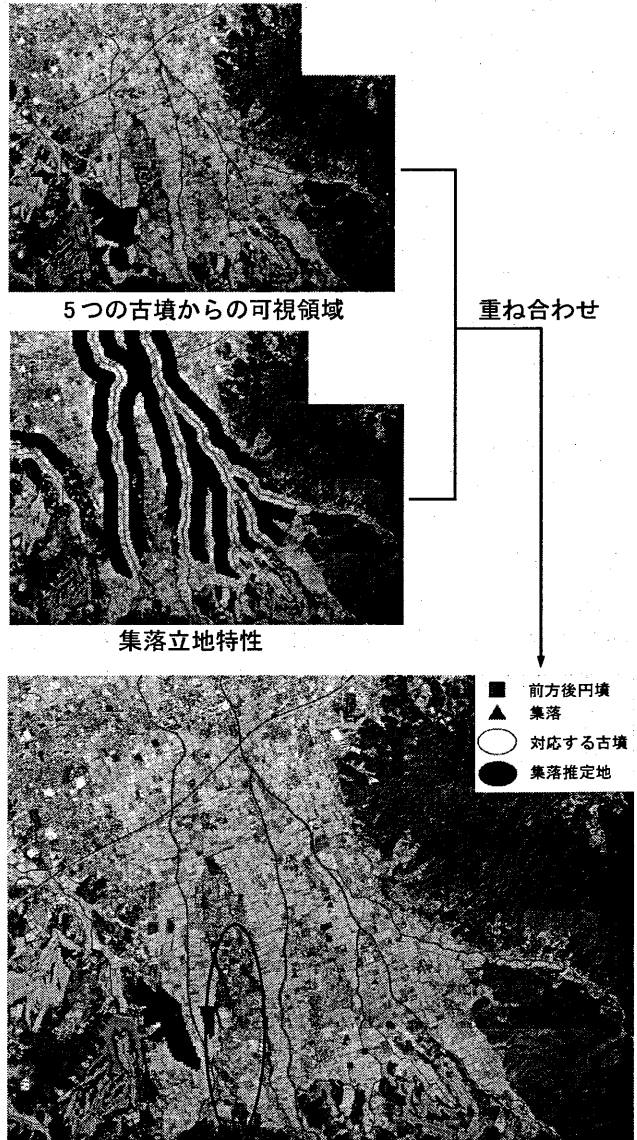 5つの古墳からの可視領域
重ね合わせ
集落立地特性
前方後円墳
集落
対応する古墳
集落推定地